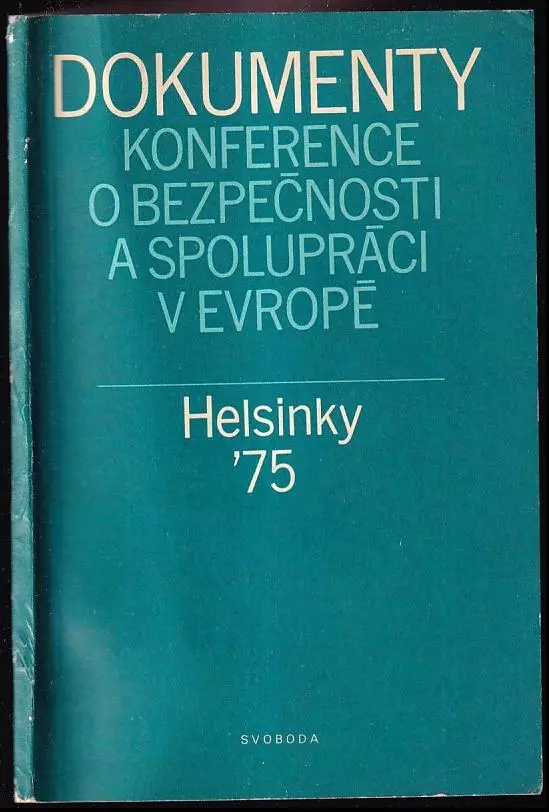 DOKUMENTY
KONFERENCE
O BEZPEČNOSTI
A SPOLUPRÁCI
V EVROPĚ
Helsinky
'75
SVOBODA